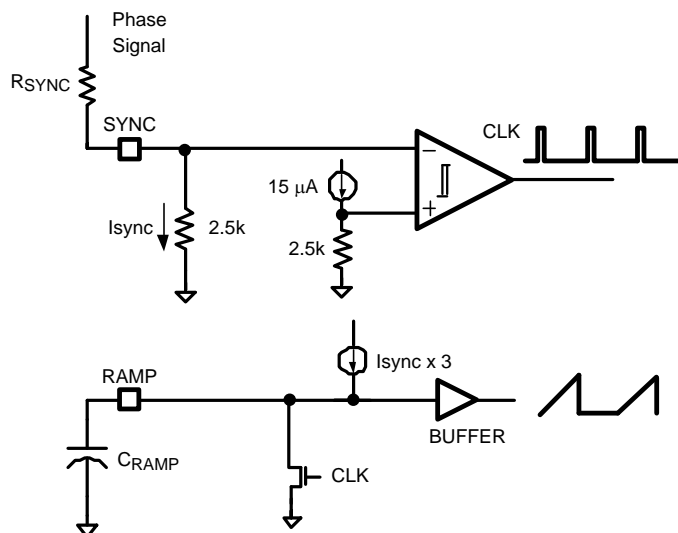 Phase
Signal
RSYNC
SYNC
CLK
15 μA
−
+
Isync
2.5k
2.5k
RAMP
Isync x 3
BUFFER
CRAMP
CLK